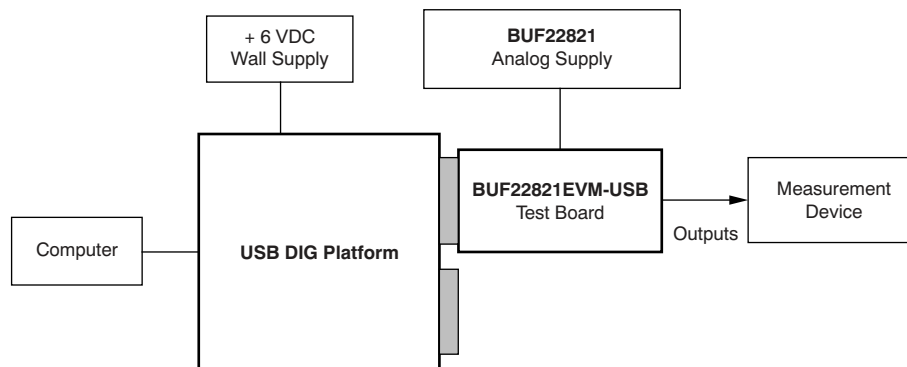 + 6 VDC
Wall Supply
BUF22821
Analog Supply
BUF22821EVM-USB
Test Board
Measurement
Device
Outputs
Computer
USB DIG Platform